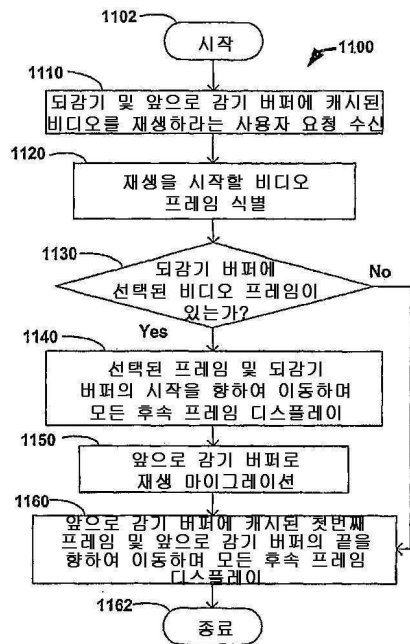 1102
시작
1100
1110
되감기 및 앞으로 감기 버퍼에 캐시된
비디오를 재생하라는 사용자 요청 수신
1120
재생을 시작할 비디오
프레임 식별
1130
되감기 버퍼에
선택된 비디오 프레임이
있는가?
No
Yes
1140
선택된 프레임 및 되감기
버퍼의 시작을 향하여 이동하며
모든 후속 프레임 디스플레이
1150
앞으로 감기 버퍼로
재생 마이그레이션
1160
앞으로 감기 버퍼에 캐시된 첫번째
프레임 및 앞으로 감기 버퍼의 끝을
향하여 이동하며 모든 후속 프레임
디스플레이
1162
종료